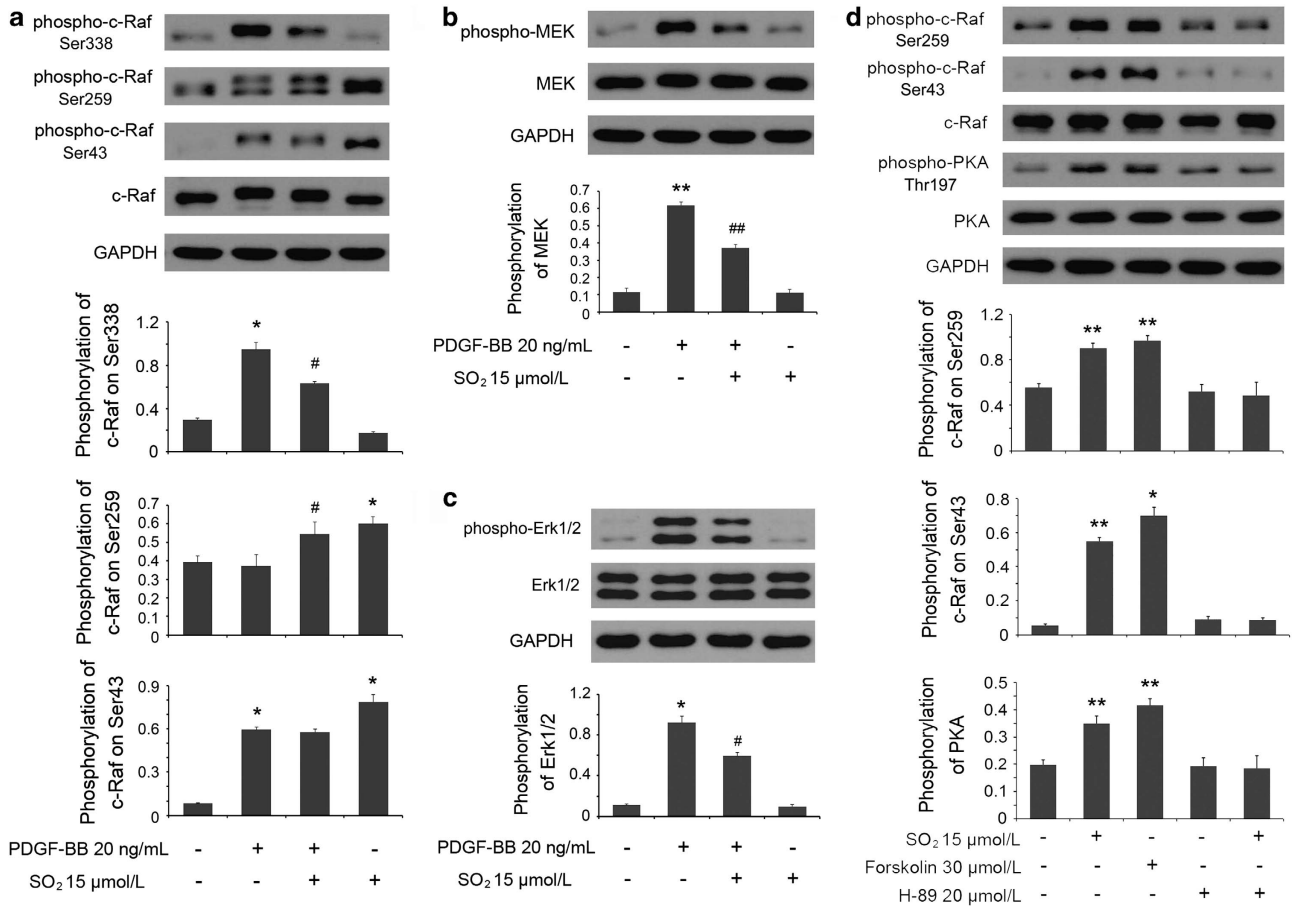 a
phospho-c-Raf
Ser338
phospho-c-Raf
Ser259
phospho-c-Raf
Ser43
c-Raf
GAPDH
Phosphorylation of
c-Raf on Ser338
1.2
0.8
0.4
0
*
#
Phosphorylation of
c-Raf on Ser259
0.7
0.6
0.5
0.4
0.3
0.2
0.1
0
#
*
Phosphorylation of
c-Raf on Ser43
0.9
0.6
0.3
0
*
*
PDGF-BB 20 ng/mL - + + -
SO₂ 15 µmol/L - - + +
b
phospho-MEK
MEK
GAPDH
Phosphorylation
of MEK
0.7
0.6
0.5
0.4
0.3
0.2
0.1
0
**
##
PDGF-BB 20 ng/mL - + + -
SO₂ 15 µmol/L - - + +
c
phospho-Erk1/2
Erk1/2
GAPDH
Phosphorylation
of Erk1/2
1.2
0.8
0.4
0
*
#
PDGF-BB 20 ng/mL - + + -
SO₂ 15 µmol/L - - + +
d
phospho-c-Raf
Ser259
phospho-c-Raf
Ser43
c-Raf
phospho-PKA
Thr197
PKA
GAPDH
Phosphorylation of
c-Raf on Ser259
1.2
0.8
0.4
0
**
**
Phosphorylation of
c-Raf on Ser43
0.8
0.6
0.4
0.2
0
**
*
Phosphorylation
of PKA
0.5
0.4
0.3
0.2
0.1
0
**
**
SO₂ 15 µmol/L - + - - +
Forskolin 30 µmol/L - - + - -
H-89 20 µmol/L - - - + +